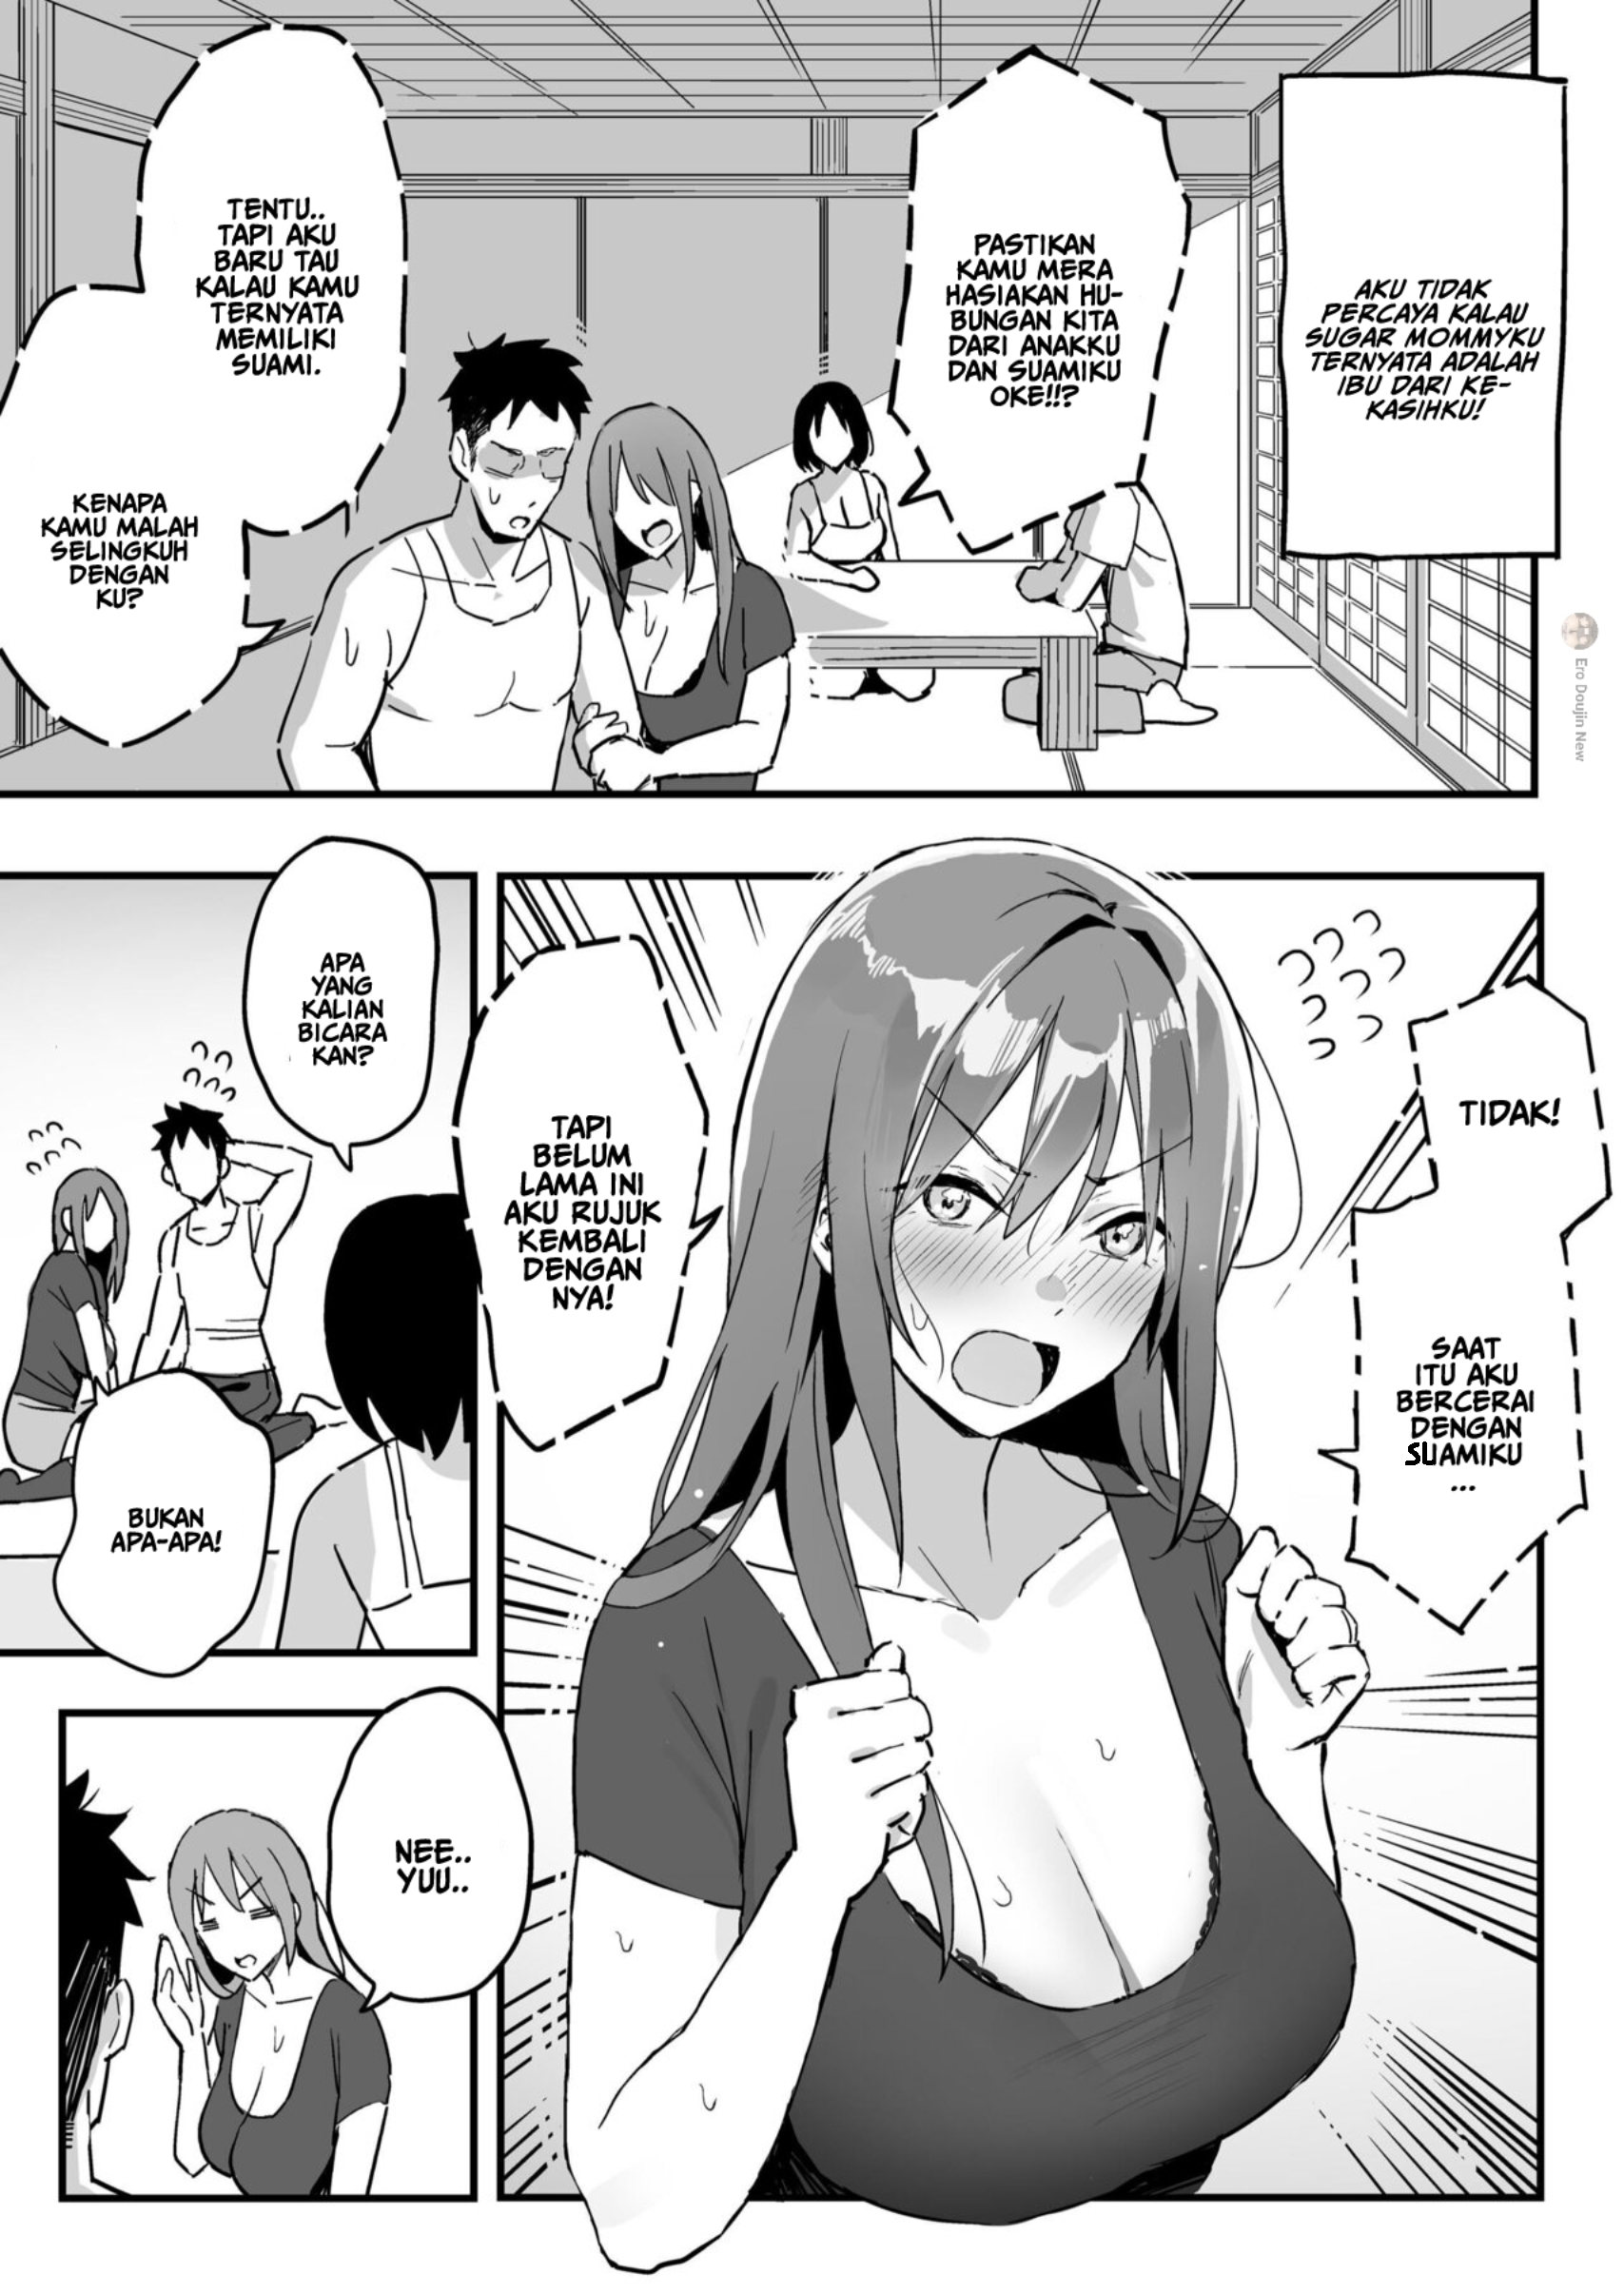 AKU TIDAK
PERCAYA KALAU
SUGAR MOMMYKU
TERNYATA ADALAH
IBU DARI KE-
KASIHKU!
PASTIKAN
KAMU MERA
HASIAKAN HU-
BUNGAN KITA
DARI ANAKKU
DAN SUAMIKU
OKE!!?
TENTU..
TAPI AKU
BARU TAU
KALAU KAMU
TERNYATA
MEMILIKI
SUAMI.
KENAPA
KAMU MALAH
SELINGKUH
DENGAN
KU?
Ero Doujin New
TIDAK!
SAAT
ITU AKU
BERCERAI
DENGAN
SUAMIKU
...
TAPI
BELUM
LAMA INI
AKU RUJUK
KEMBALI
DENGAN
NYA!
APA
YANG
KALIAN
BICARA
KAN?
BUKAN
APA-APA!
NEE..
YUU..